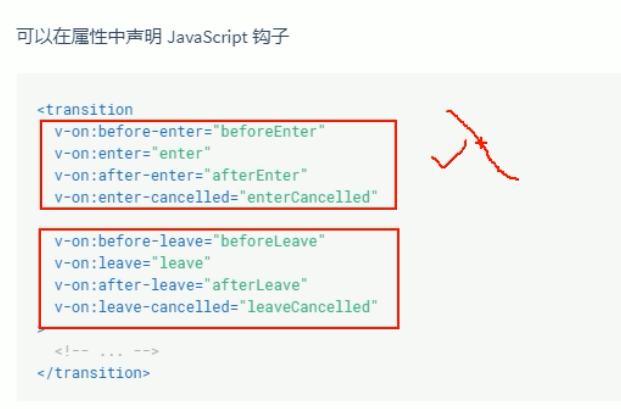 可以在属性中声明 JavaScript 钩子
<transition
v-on:before-enter="beforeEnter"
v-on:enter="enter"
v-on:after-enter="afterEnter"
v-on:enter-cancelled="enterCancelled"
v-on:before-leave="beforeLeave"
v-on:leave="leave"
v-on:after-leave="afterLeave"
v-on:leave-cancelled="leaveCancelled"
>
<!-- ... -->
</transition>